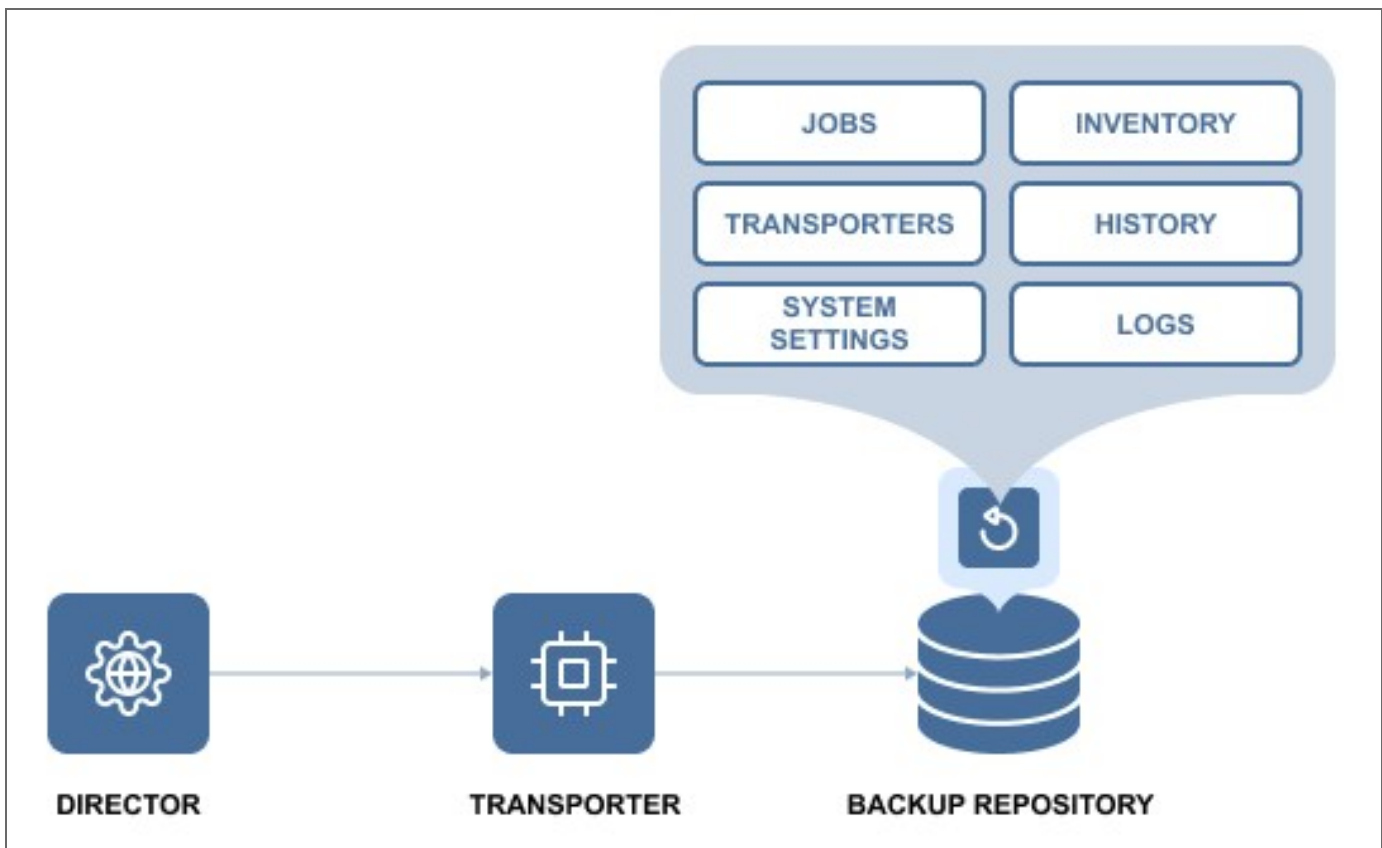 JOBS
INVENTORY
TRANSPORTERS
HISTORY
SYSTEM
SETTINGS
LOGS
DIRECTOR
TRANSPORTER
BACKUP REPOSITORY